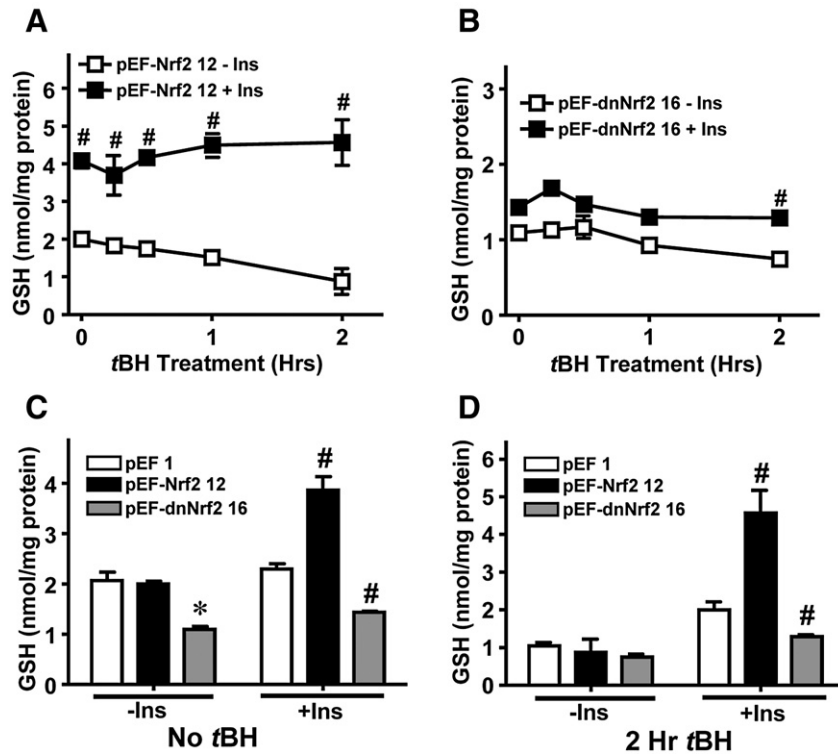 A
pEF-Nrf2 12 - Ins
pEF-Nrf2 12 + Ins
GSH (nmol/mg protein)
6
5
4
3
2
1
0
# # # # #
0 1 2
tBH Treatment (Hrs)
B
pEF-dnNrf2 16 - Ins
pEF-dnNrf2 16 + Ins
GSH (nmol/mg protein)
3
2
1
0
#
0 1 2
tBH Treatment (Hrs)
C
pEF 1
pEF-Nrf2 12
pEF-dnNrf2 16
GSH (nmol/mg protein)
4
3
2
1
0
* # #
-Ins +Ins
No tBH
D
pEF 1
pEF-Nrf2 12
pEF-dnNrf2 16
GSH (nmol/mg protein)
6
5
4
3
2
1
0
# #
-Ins +Ins
2 Hr tBH